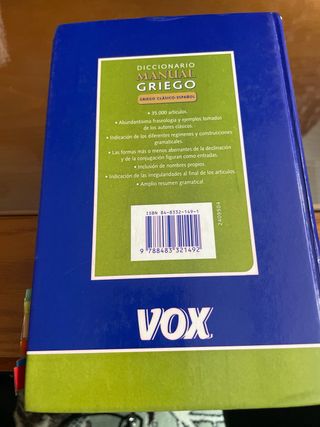 DICCIONARIO
MANUAL
GRIEGO
GRIEGO CLÁSICO-ESPAÑOL
• 35.000 artículos.
• Abundantísima fraseología y ejemplos tomados
de los autores clásicos.
• Indicación de los diferentes regímenes y construcciones
gramaticales.
• Las formas más o menos aberrantes de la declinación
y de la conjugación figuran como entradas.
• Inclusión de nombres propios.
• Indicación de las irregularidades al final de los artículos.
• Amplio resumen gramatical.
ISBN 84-8332-149-1
9 788483 321492
2409504
VOX